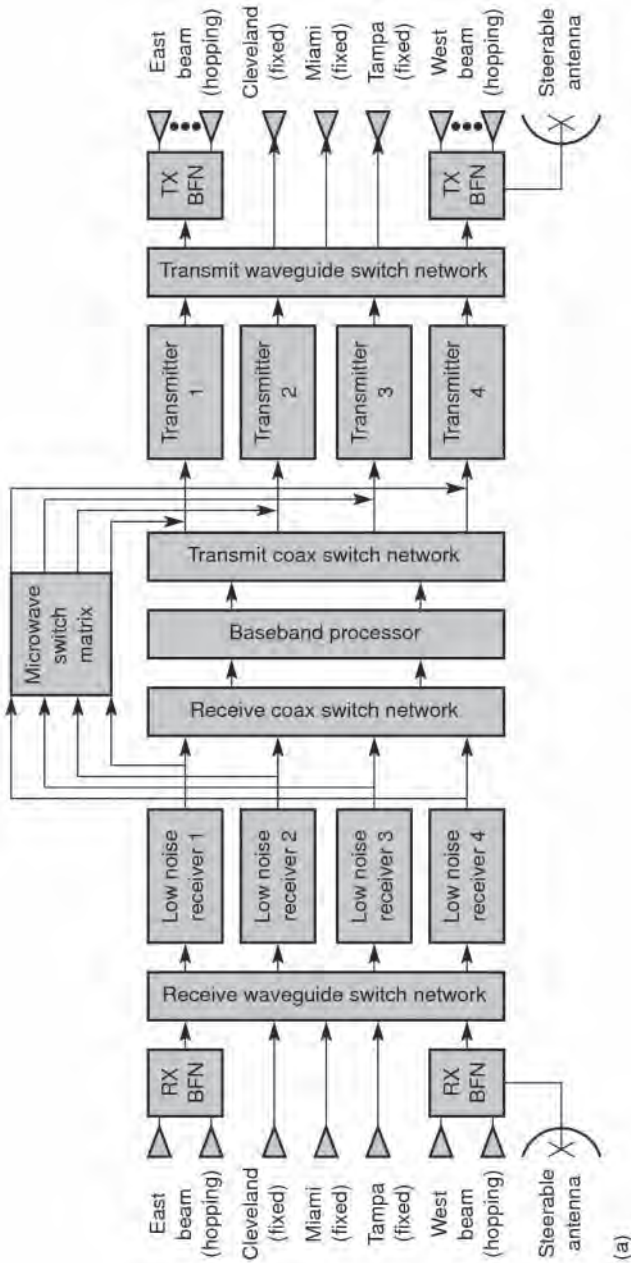 East
beam
(hopping)
Cleveland
(fixed)
Miami
(fixed)
Tampa
(fixed)
West
beam
(hopping)
Steerable
antenna
RX
BFN
RX
BFN
Receive waveguide switch network
Low noise
receiver 1
Low noise
receiver 2
Low noise
receiver 3
Low noise
receiver 4
Microwave
switch
matrix
Receive coax switch network
Baseband processor
Transmit coax switch network
Transmitter
1
Transmitter
2
Transmitter
3
Transmitter
4
Transmit waveguide switch network
TX
BFN
TX
BFN
East
beam
(hopping)
Cleveland
(fixed)
Miami
(fixed)
Tampa
(fixed)
West
beam
(hopping)
Steerable
antenna
(a)